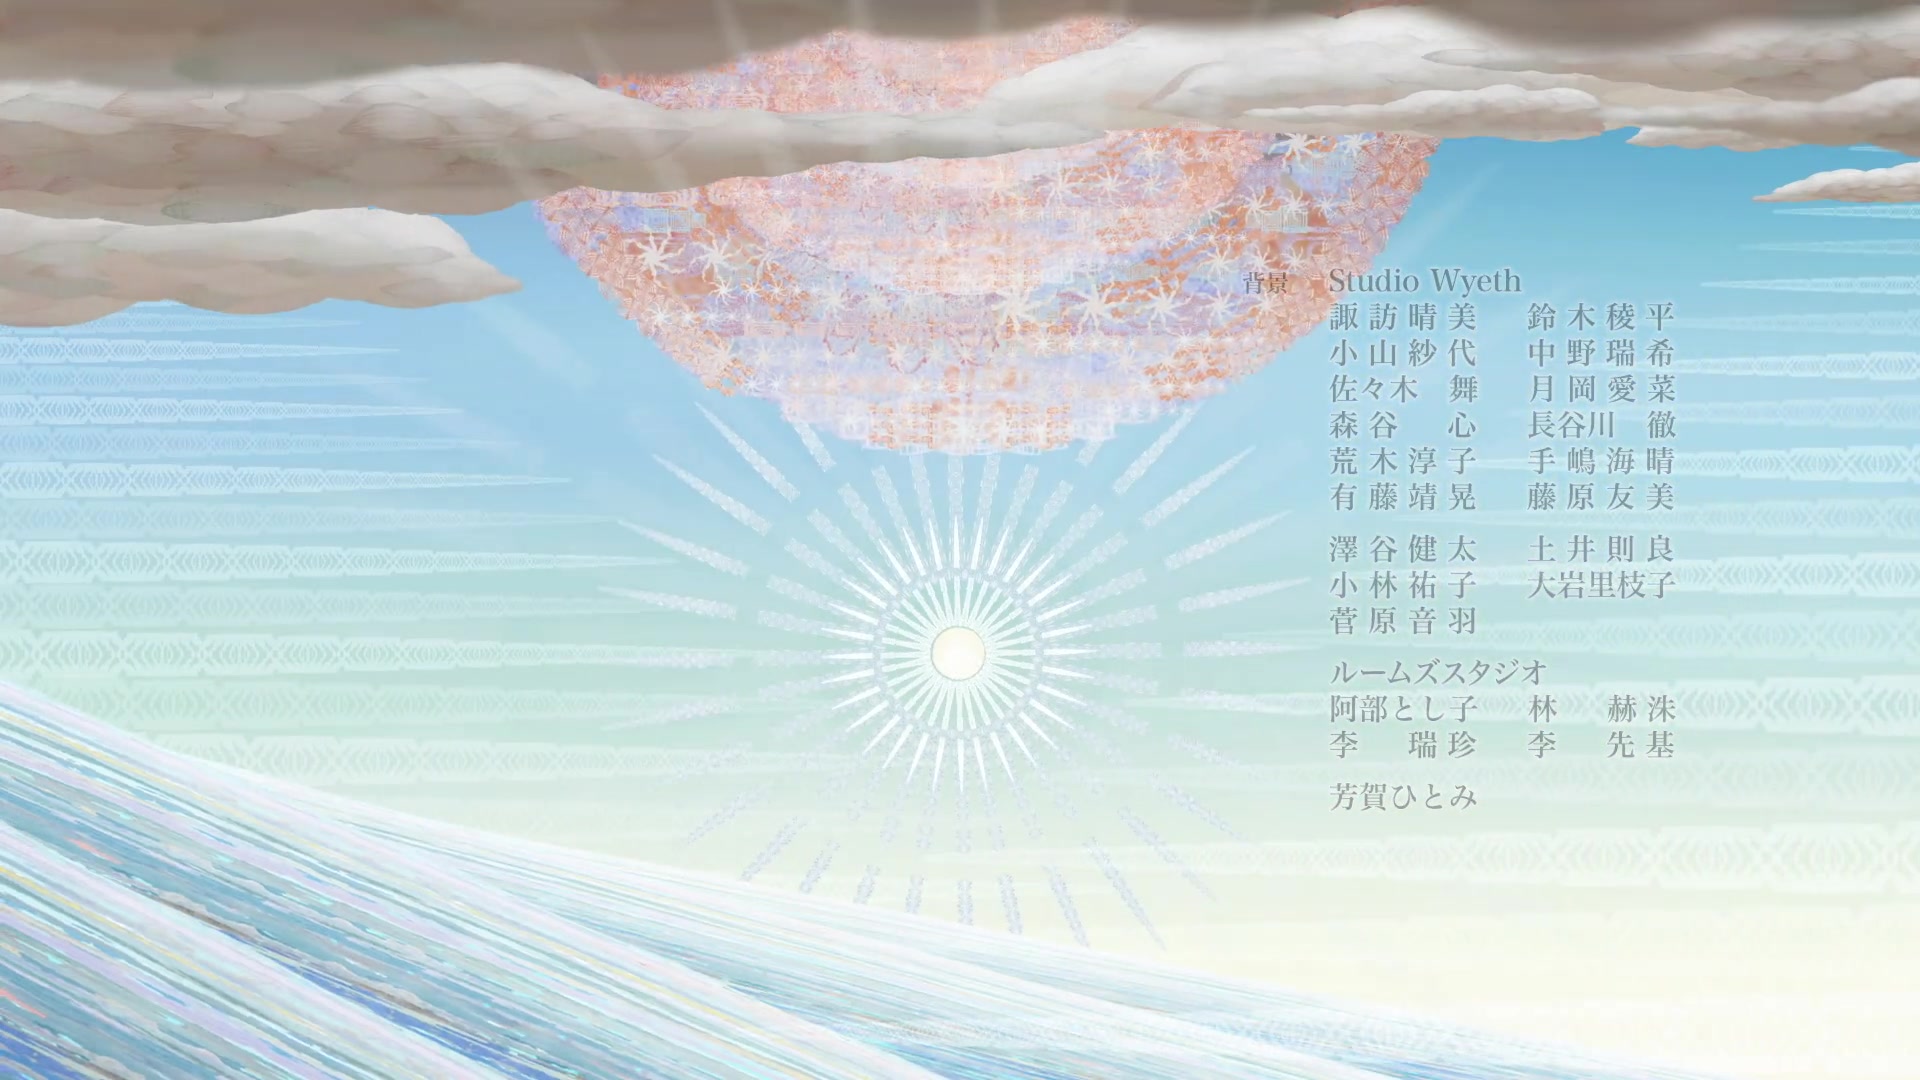 背景 Studio Wyeth
諏訪晴美 鈴木稜平
小山紗代 中野瑞希
佐々木 舞 月岡愛菜
森谷 心 長谷川 徹
荒木淳子 手嶋海晴
有藤靖晃 藤原友美
澤谷健太 土井則良
小林祐子 大岩里枝子
菅原音羽
ルームズスタジオ
阿部とし子 林 赫洙
李 瑞珍 李 先基
芳賀ひとみ